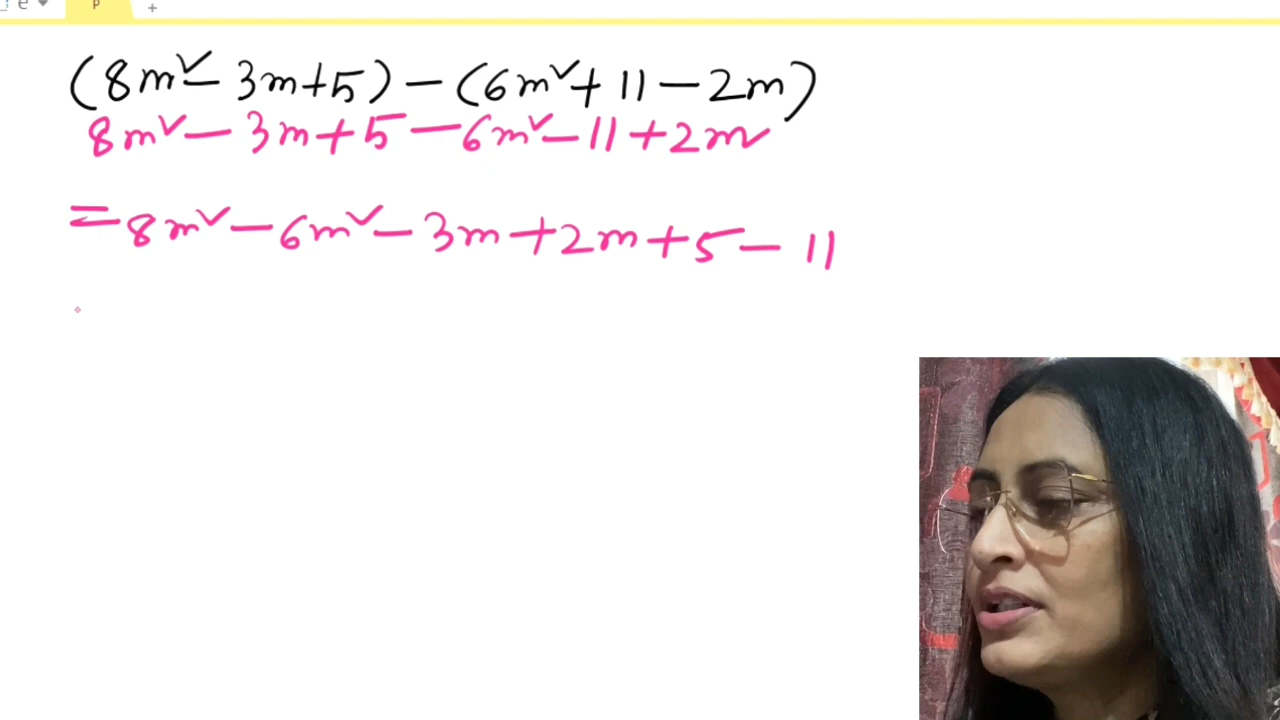 e
P
+
(8m² - 3m + 5) - (6m² + 11 - 2m)
8m² - 3m + 5 - 6m² - 11 + 2m
= 8m² - 6m² - 3m + 2m + 5 - 11